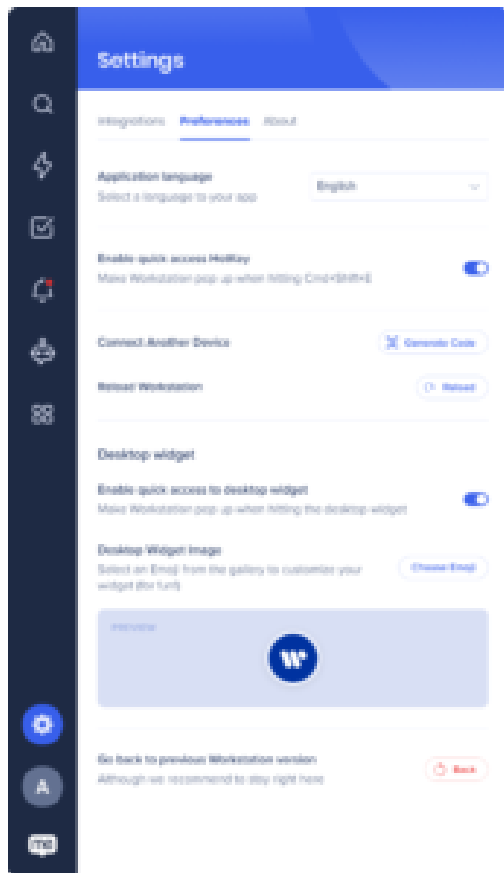 Settings
Integrations Preferences About
Application language
Select a language to your app
English
Enable quick access HotKey
Make Workstation pop up when hitting Cmd+Shift+E
Connect Another Device
Generate Code
Reload Workstation
Reload
Desktop widget
Enable quick access to desktop widget
Make Workstation pop up when hitting the desktop widget
Desktop Widget Image
Select an Emoji from the gallery to customize your
widget (for fun!)
Choose Emoji
PREVIEW
w
Go back to previous Workstation version
Although we recommend to stay right here
Back
A